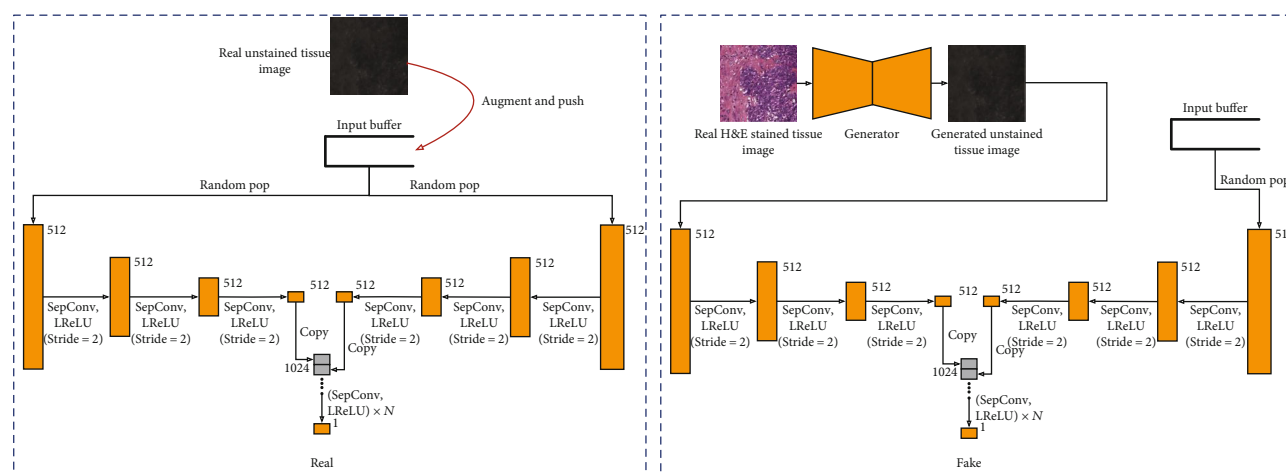 Real unstained tissue
image
Augment and push
Input buffer
Random pop
Random pop
512
512
512
512
512
512
512
512
SepConv,
LReLU
(Stride = 2)
SepConv,
LReLU
(Stride = 2)
SepConv,
LReLU
(Stride = 2)
SepConv,
LReLU
(Stride = 2)
SepConv,
LReLU
(Stride = 2)
SepConv,
LReLU
(Stride = 2)
Copy
Copy
1024
(SepConv,
LReLU) × N
1
Real
Real H&E stained tissue
image
Generator
Generated unstained
tissue image
Input buffer
Random pop
512
512
512
512
512
512
512
SepConv,
LReLU
(Stride = 2)
SepConv,
LReLU
(Stride = 2)
SepConv,
LReLU
(Stride = 2)
SepConv,
LReLU
(Stride = 2)
SepConv,
LReLU
(Stride = 2)
SepConv,
LReLU
(Stride = 2)
Copy
Copy
1024
(SepConv,
LReLU) × N
1
Fake